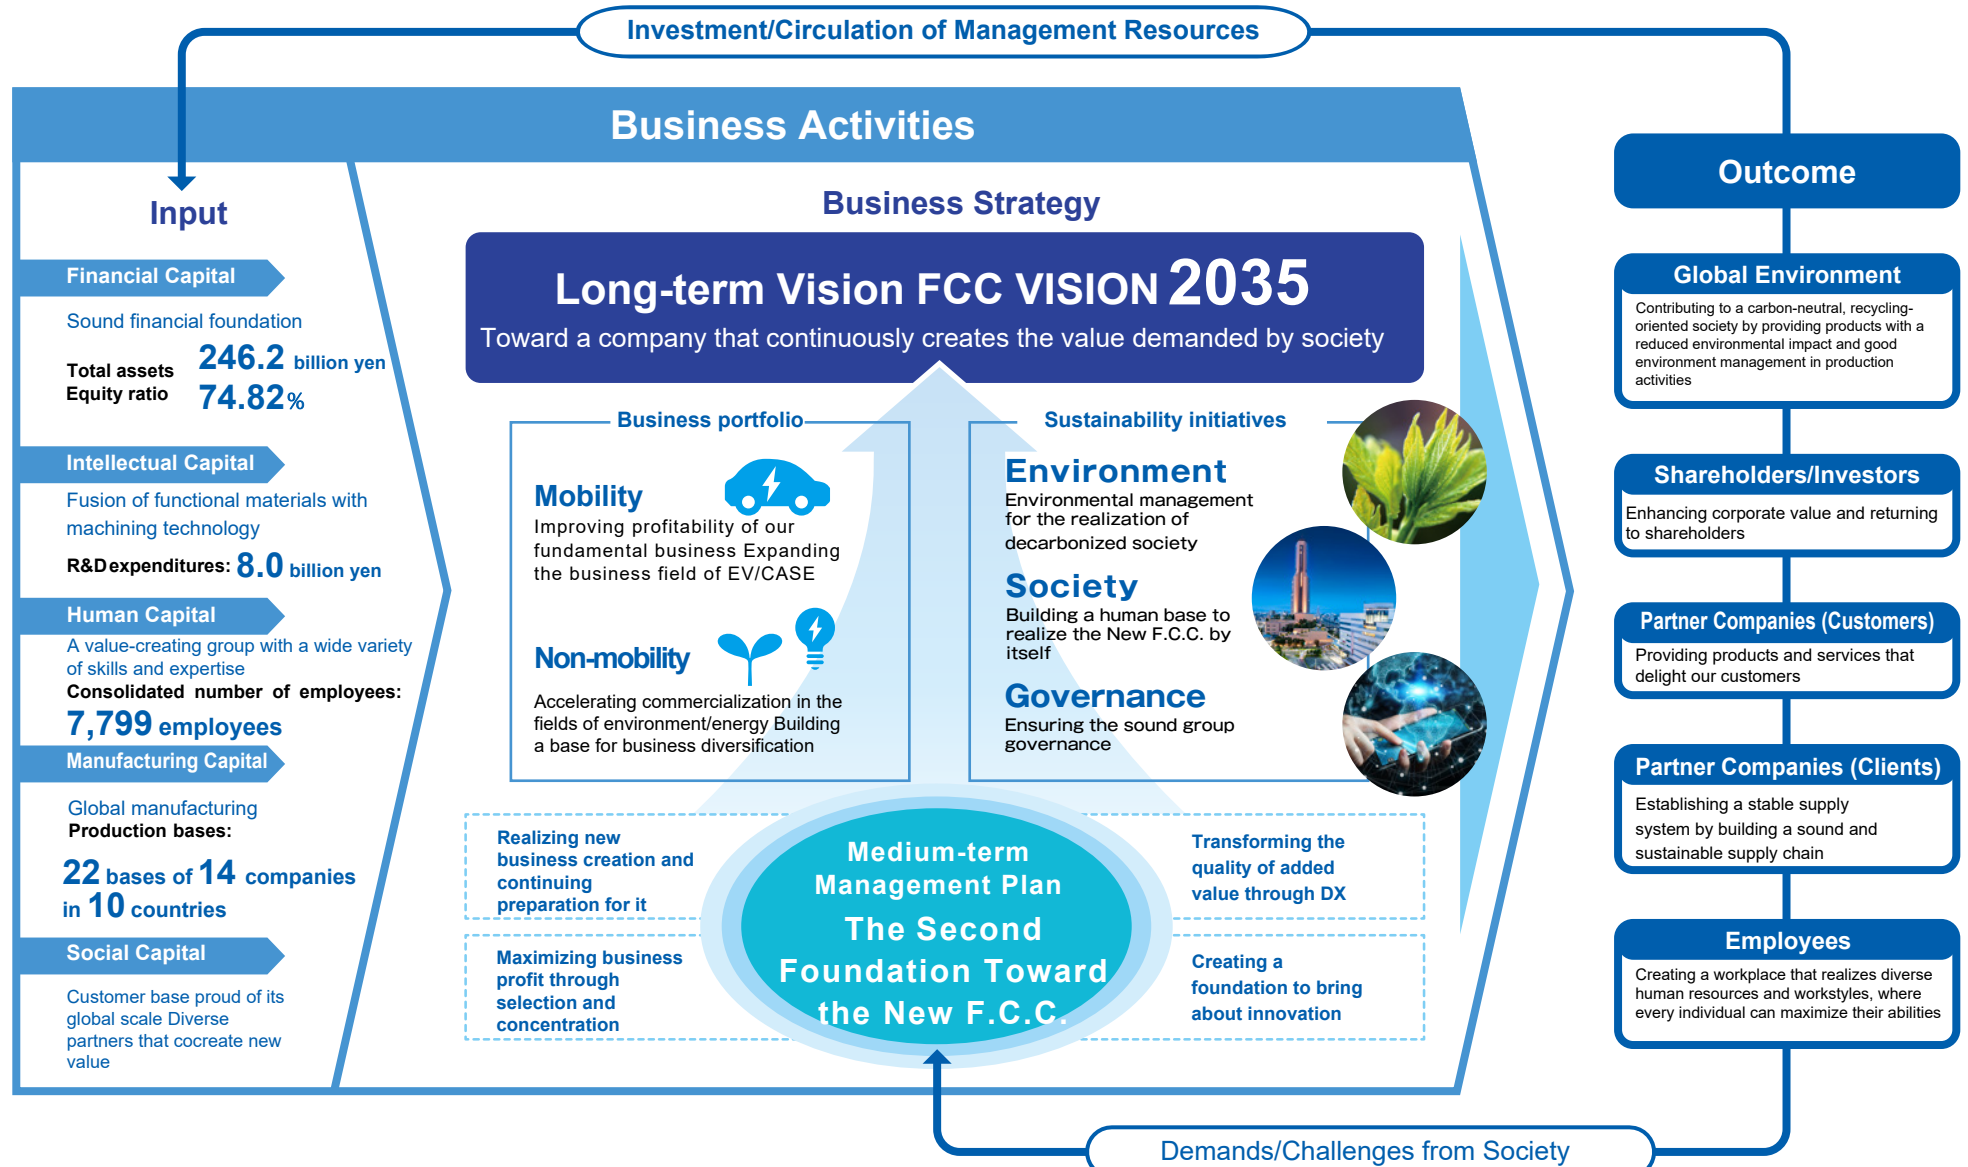 Investment/Circulation of Management Resources
Business Activities
Input
Financial Capital
Sound financial foundation
Total assets 246.2 billion yen
Equity ratio 74.82%
Intellectual Capital
Fusion of functional materials with
machining technology
R&D expenditures: 8.0 billion yen
Human Capital
A value-creating group with a wide variety
of skills and expertise
Consolidated number of employees:
7,799 employees
Manufacturing Capital
Global manufacturing
Production bases:
22 bases of 14 companies
in 10 countries
Social Capital
Customer base proud of its
global scale Diverse
partners that cocreate new
value
Business Strategy
Long-term Vision FCC VISION 2035
Toward a company that continuously creates the value demanded by society
Business portfolio
Mobility
Improving profitability of our
fundamental business Expanding
the business field of EV/CASE
Non-mobility
Accelerating commercialization in the
fields of environment/energy Building
a base for business diversification
Sustainability initiatives
Environment
Environmental management
for the realization of
decarbonized society
Society
Building a human base to
realize the New F.C.C. by
itself
Governance
Ensuring the sound group
governance
Realizing new
business creation and
continuing
preparation for it
Maximizing business
profit through
selection and
concentration
Medium-term
Management Plan
The Second
Foundation Toward
the New F.C.C.
Transforming the
quality of added
value through DX
Creating a
foundation to bring
about innovation
Outcome
Global Environment
Contributing to a carbon-neutral, recycling-
oriented society by providing products with a
reduced environmental impact and good
environment management in production
activities
Shareholders/Investors
Enhancing corporate value and returning
to shareholders
Partner Companies (Customers)
Providing products and services that
delight our customers
Partner Companies (Clients)
Establishing a stable supply
system by building a sound and
sustainable supply chain
Employees
Creating a workplace that realizes diverse
human resources and workstyles, where
every individual can maximize their abilities
Demands/Challenges from Society